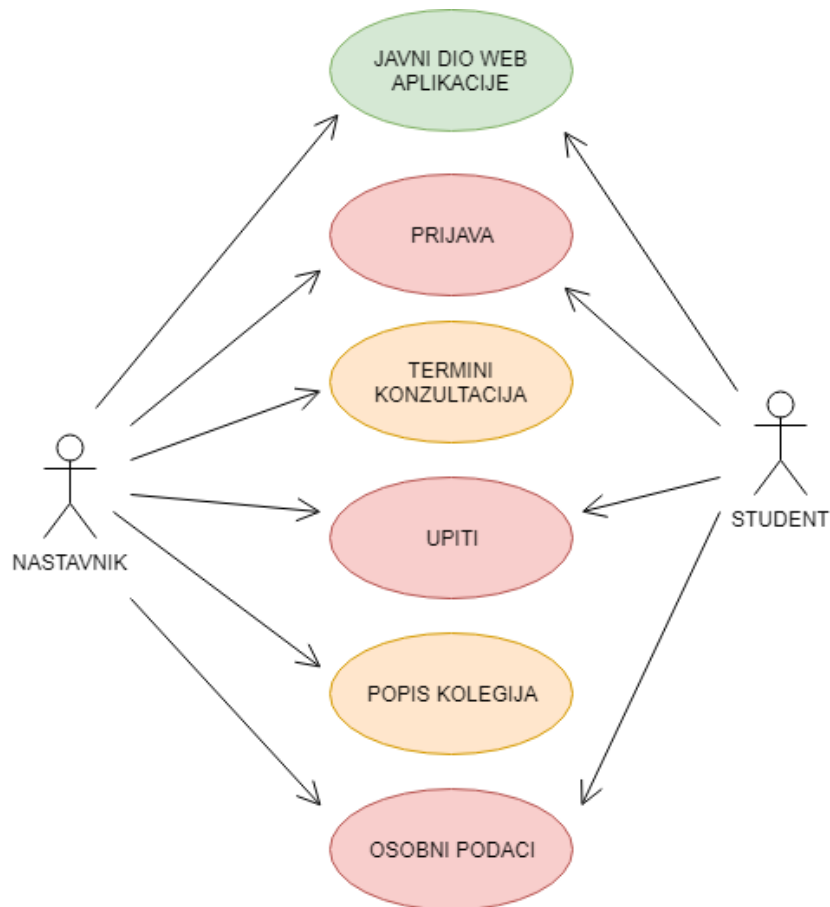 JAVNI DIO WEB
APLIKACIJE
PRIJAVA
TERMINI
KONZULTACIJA
NASTAVNIK
STUDENT
UPITI
POPIS KOLEGIJA
OSOBNI PODACI